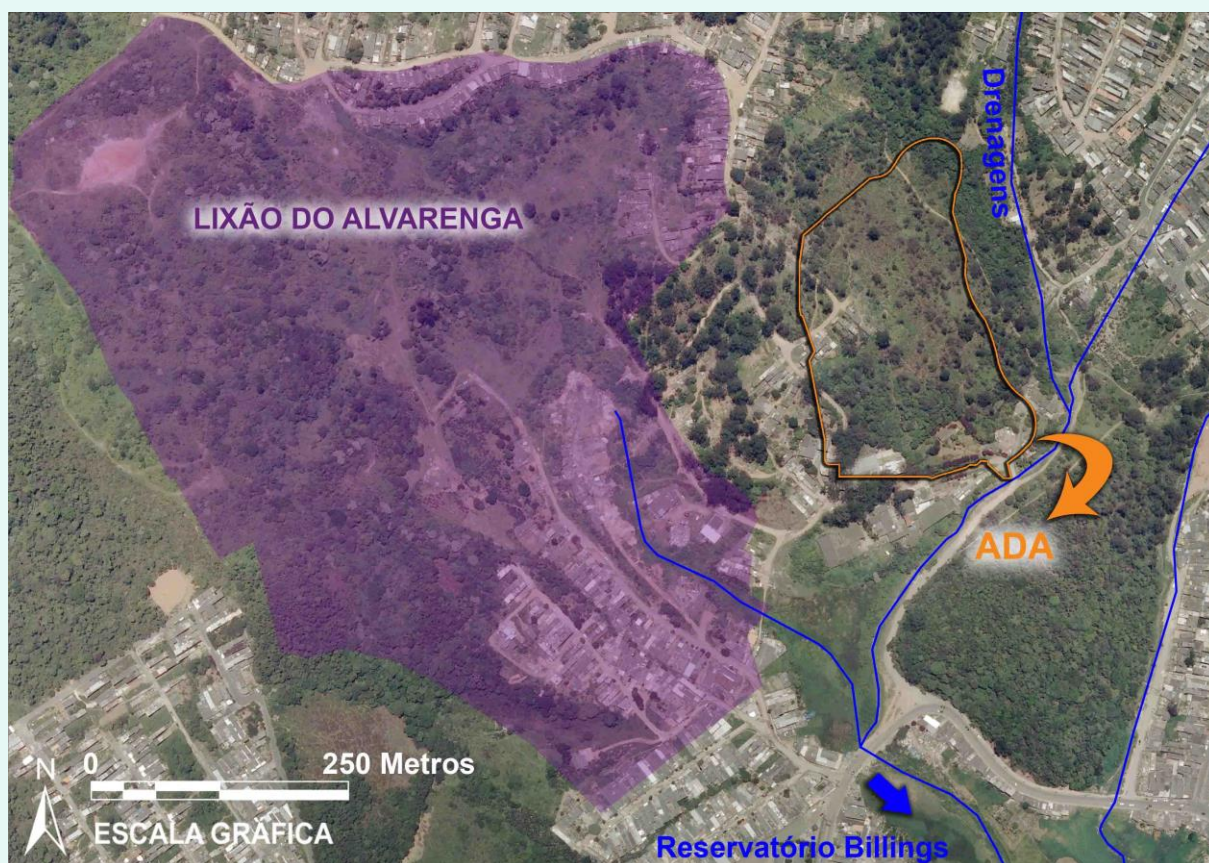 Drenagens
LIXÃO DO ALVARENGA
ADA
N
0 250 Metros
ESCALA GRÁFICA
Reservatório Billings